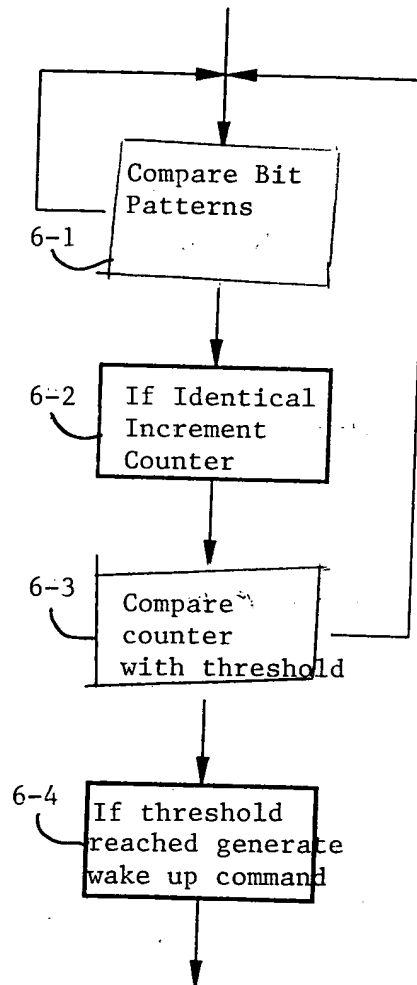 Compare Bit
Patterns
6-1
6-2
If Identical
Increment
Counter
6-3
Compare
counter
with threshold
6-4
If threshold
reached generate
wake up command